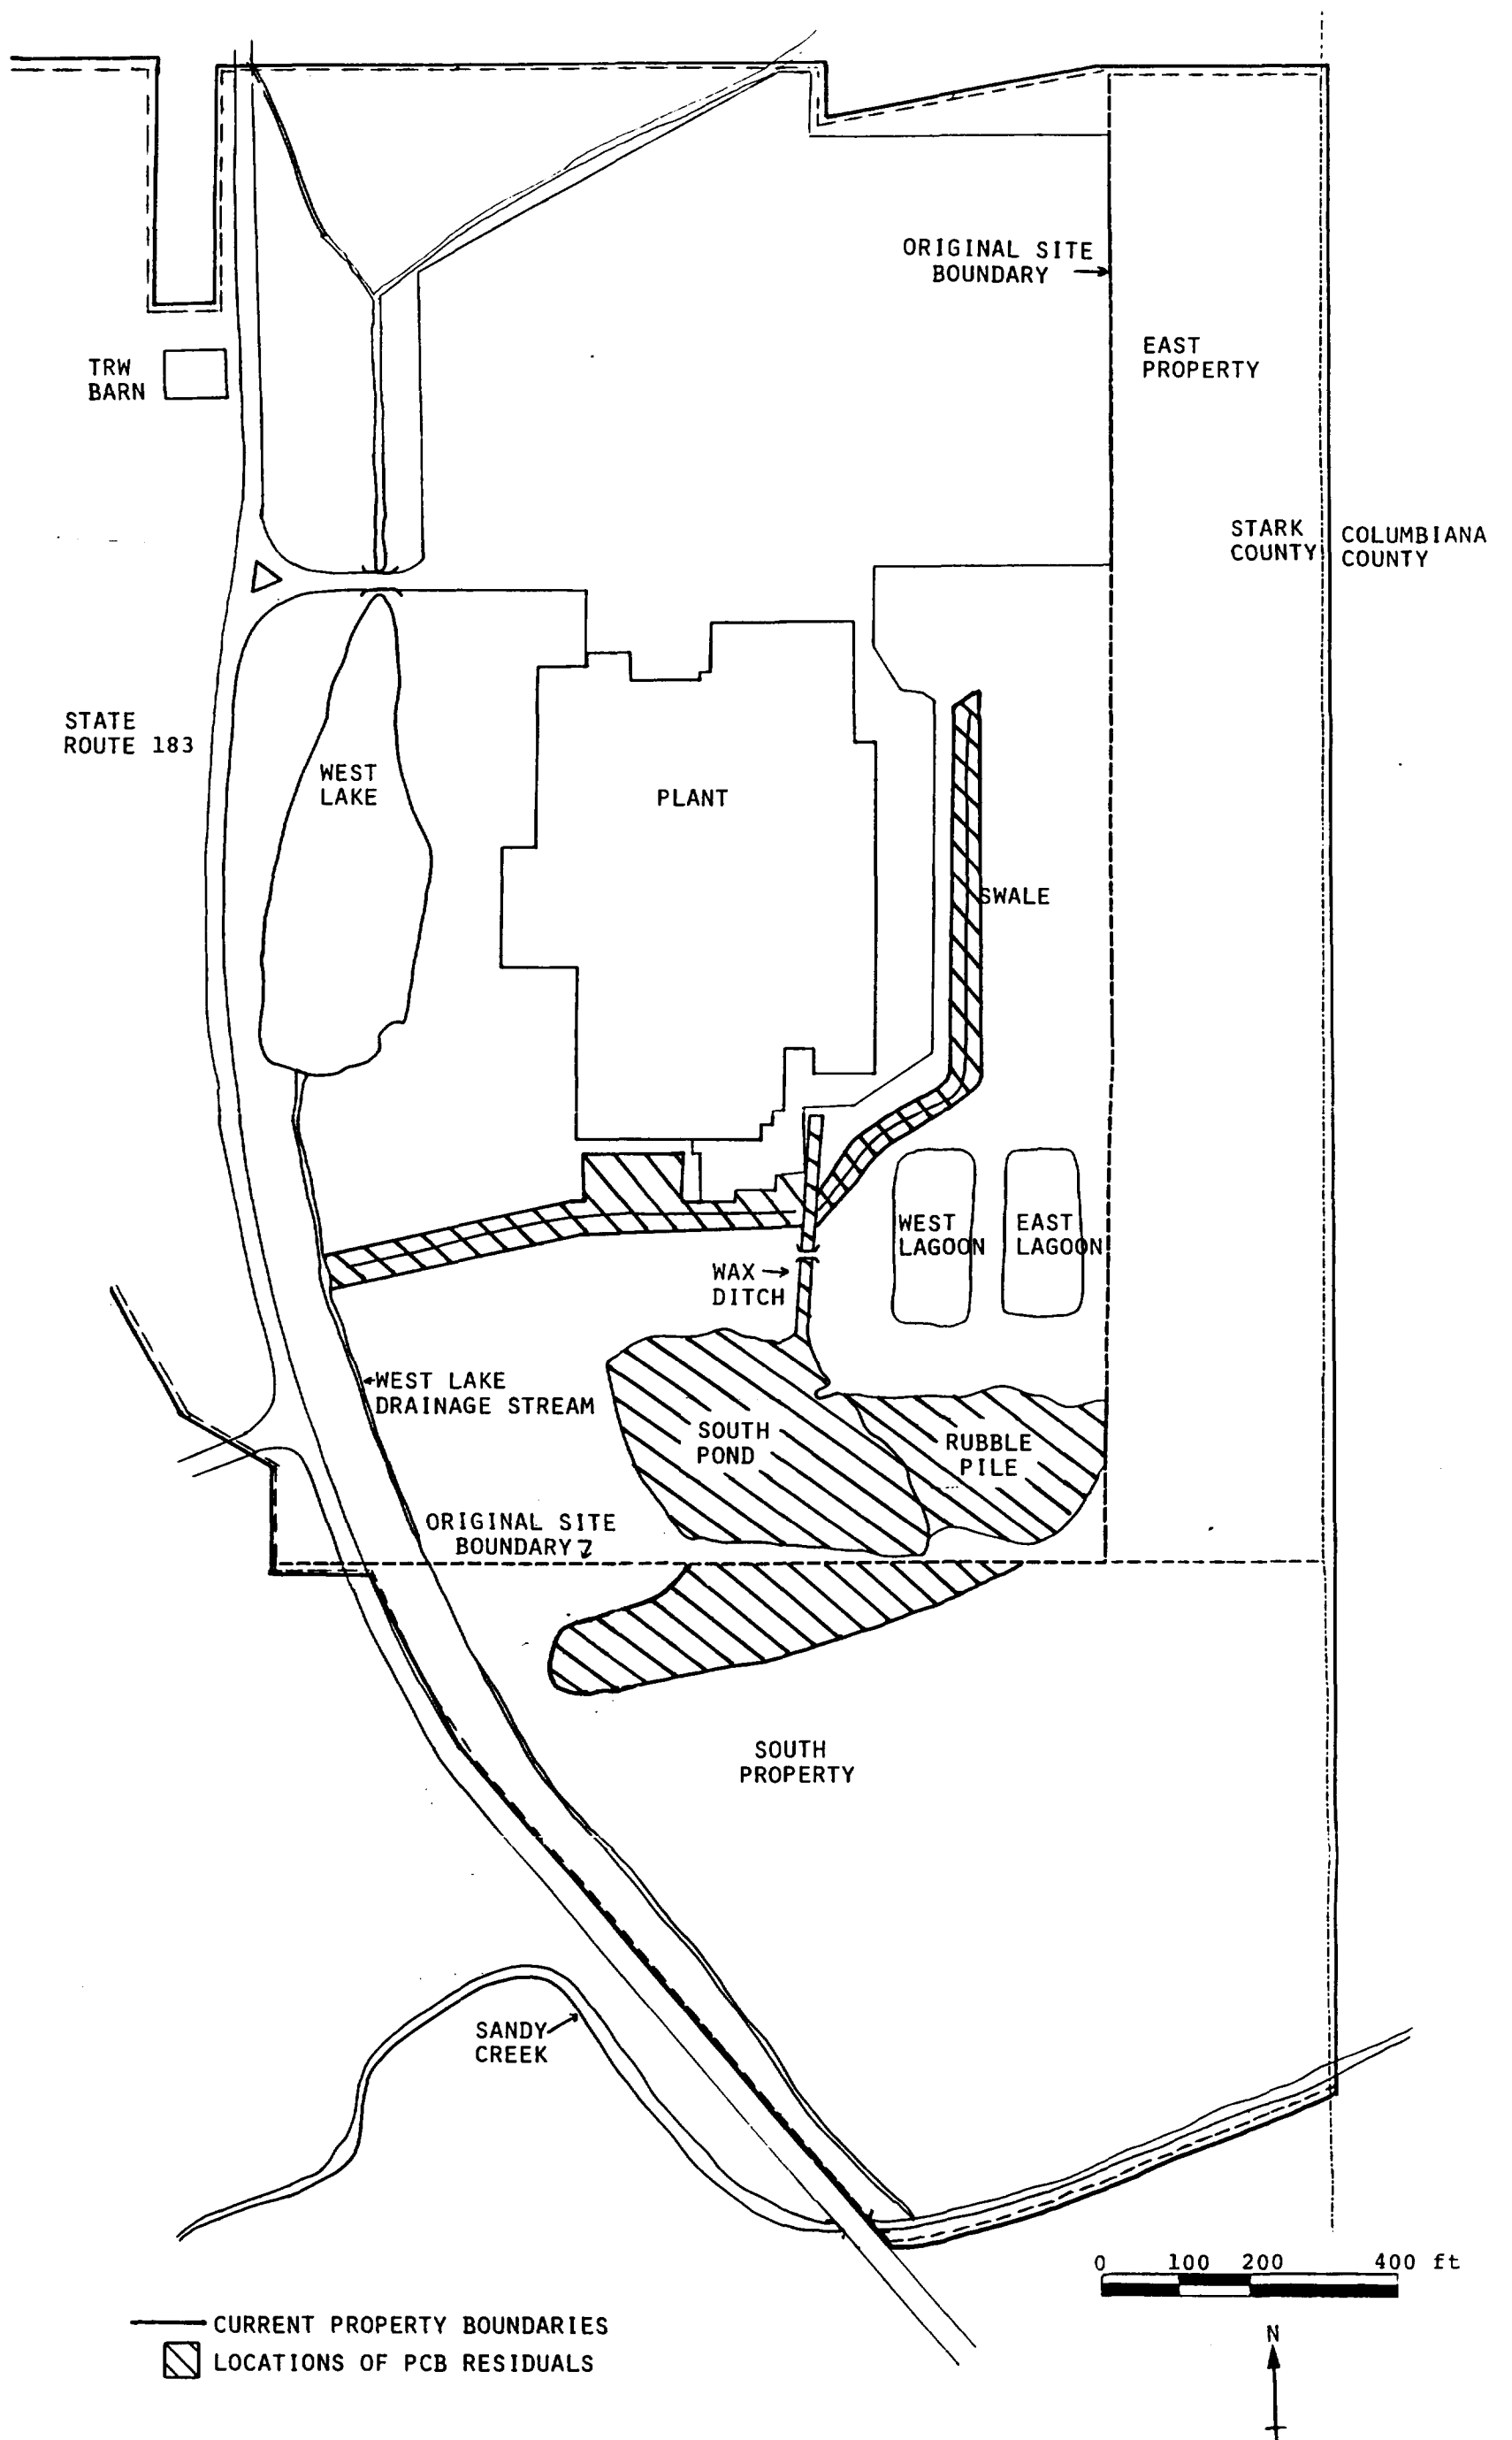 ORIGINAL SITE
BOUNDARY
EAST
PROPERTY
TRW
BARN
STARK
COUNTY
COLUMBIANA
COUNTY
STATE
ROUTE 183
WEST
LAKE
PLANT
SWALE
WEST
LAGOON
EAST
LAGOON
WAX
DITCH
WEST LAKE
DRAINAGE STREAM
SOUTH
POND
RUBBLE
PILE
ORIGINAL SITE
BOUNDARY
SOUTH
PROPERTY
SANDY
CREEK
0 100 200 400 ft
CURRENT PROPERTY BOUNDARIES
LOCATIONS OF PCB RESIDUALS
N